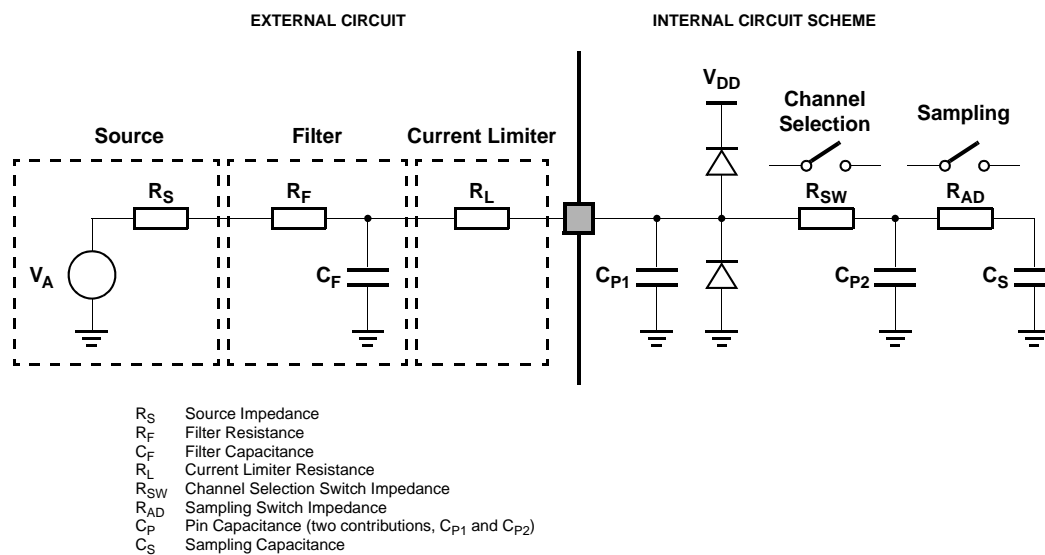 EXTERNAL CIRCUIT
INTERNAL CIRCUIT SCHEME
VDD
Channel
Selection
Sampling
Source
Filter
Current Limiter
RS
RF
RL
RSW
RAD
VA
CF
CP1
CP2
CS
RS Source Impedance
RF Filter Resistance
CF Filter Capacitance
RL Current Limiter Resistance
RSW Channel Selection Switch Impedance
RAD Sampling Switch Impedance
CP Pin Capacitance (two contributions, CP1 and CP2)
CS Sampling Capacitance